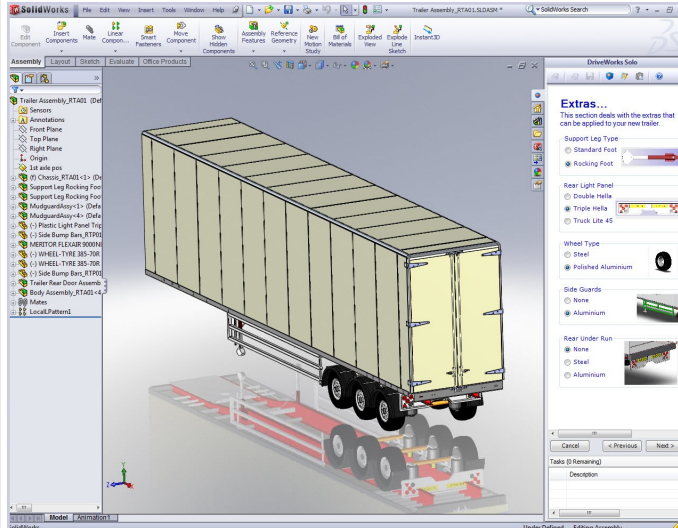 SolidWorks File Edit View Insert Tools Window Help Trailer Assembly_RTA01.SLDASM * SolidWorks Search
Edit Component
Insert Components
Mate
Linear Compon...
Smart Fasteners
Move Component
Show Hidden Components
Assembly Features
Reference Geometry
New Motion Study
Bill of Materials
Exploded View
Explode Line Sketch
Instant3D
Assembly Layout Sketch Evaluate Office Products
Trailer Assembly_RTA01 (Def
Sensors
Annotations
Front Plane
Top Plane
Right Plane
Origin
1st axle pos
(f) Chassis_RTA01<1> (De
Support Leg Rocking Foo
Support Leg Rocking Foo
MudguardAssy<1> (Defa
MudguardAssy<4> (Defa
(-) Plastic Light Panel Trip
(-) Side Bump Bars_RTP01
MERITOR FLEXAIR 9000NI
(-) WHEEL-TYRE 385-70R
(-) WHEEL-TYRE 385-70R
(-) Side Bump Bars_RTP01
Trailer Rear Door Assemb
Body Assembly_RTA01<4
Mates
LocalLPattern1
Model Animation1
SolidWorks Under Defined Editing Assembly
DriveWorks Solo
Extras...
This section deals with the extras that
can be applied to your new trailer.
Support Leg Type
Standard Foot
Rocking Foot
Rear Light Panel
Double Hella
Triple Hella
Truck Lite 45
Wheel Type
Steel
Polished Aluminium
Side Guards
None
Aluminium
Rear Under Run
None
Steel
Aluminium
Cancel < Previous Next >
Tasks (0 Remaining)
Description